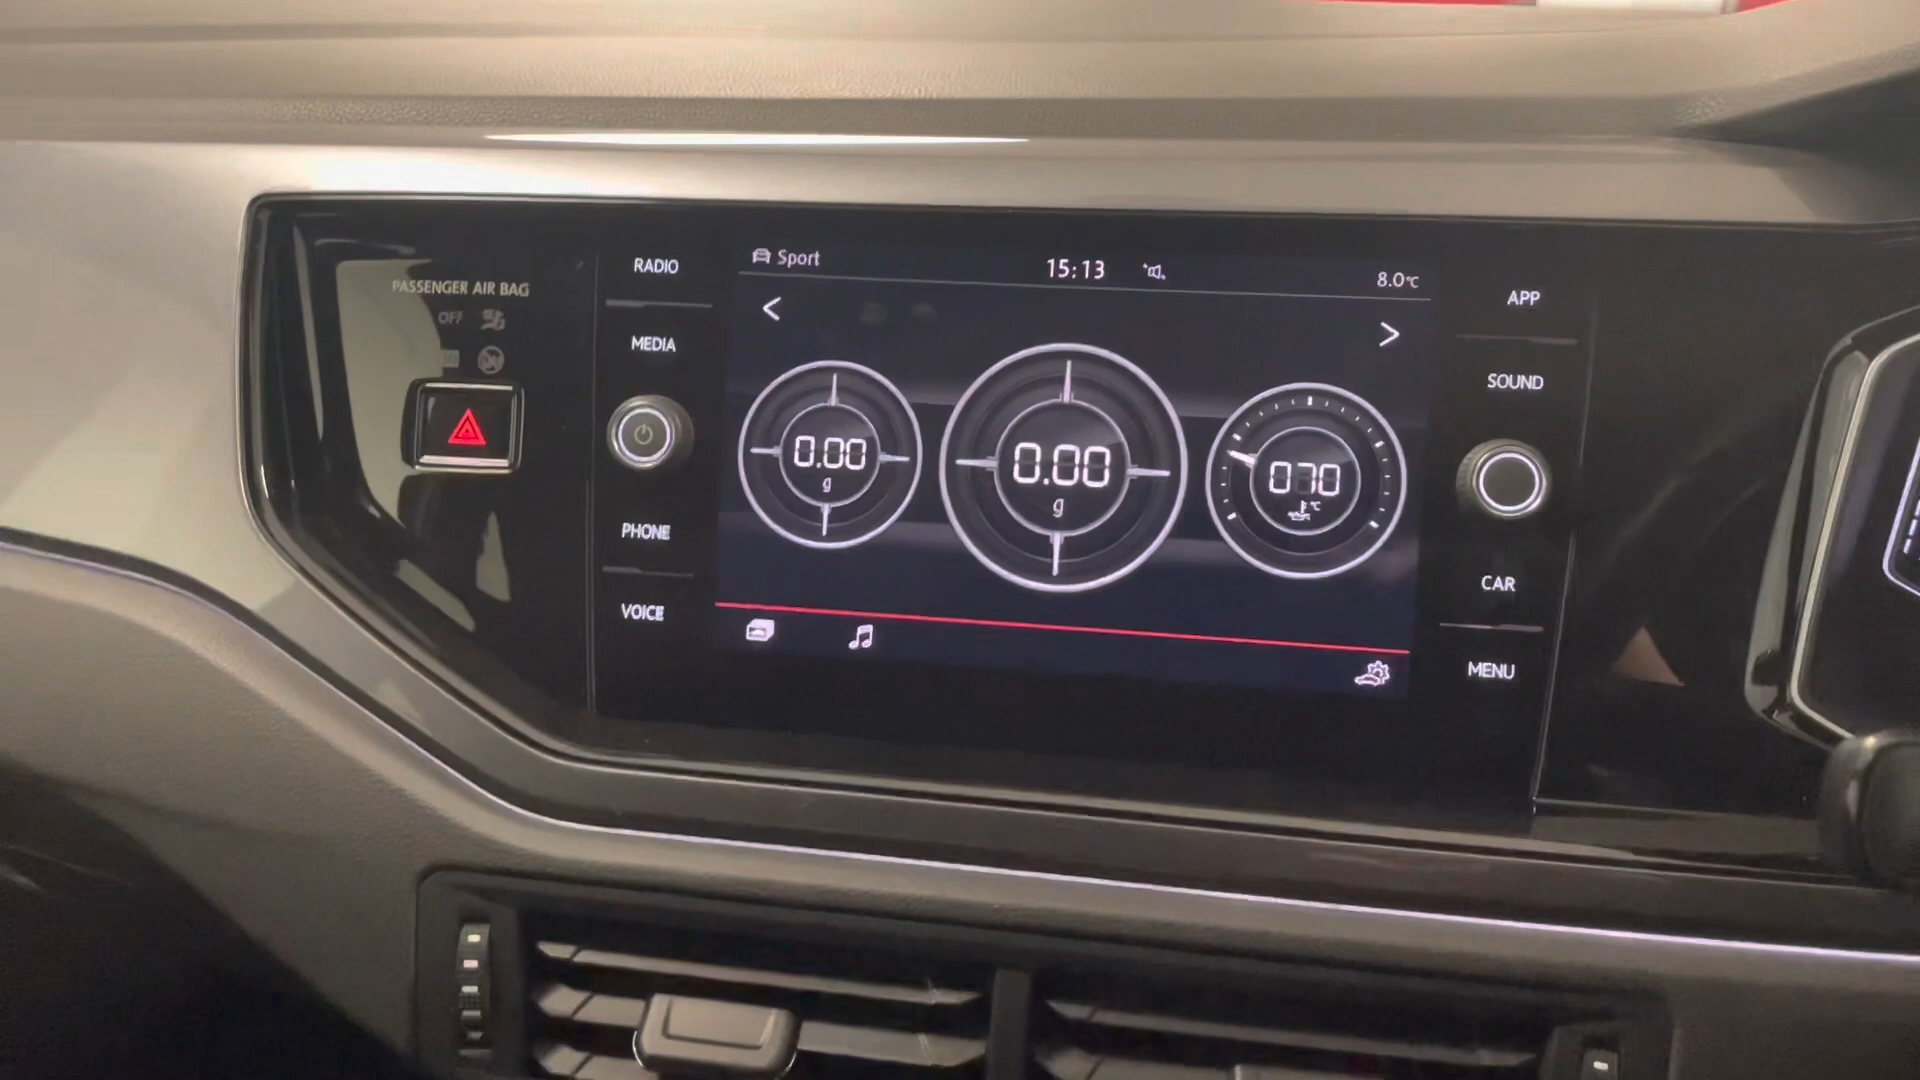 PASSENGER AIR BAG
OFF
RADIO
MEDIA
PHONE
VOICE
Sport
15:13
8.0°C
0.00
g
0.00
g
070
°C
APP
SOUND
CAR
MENU